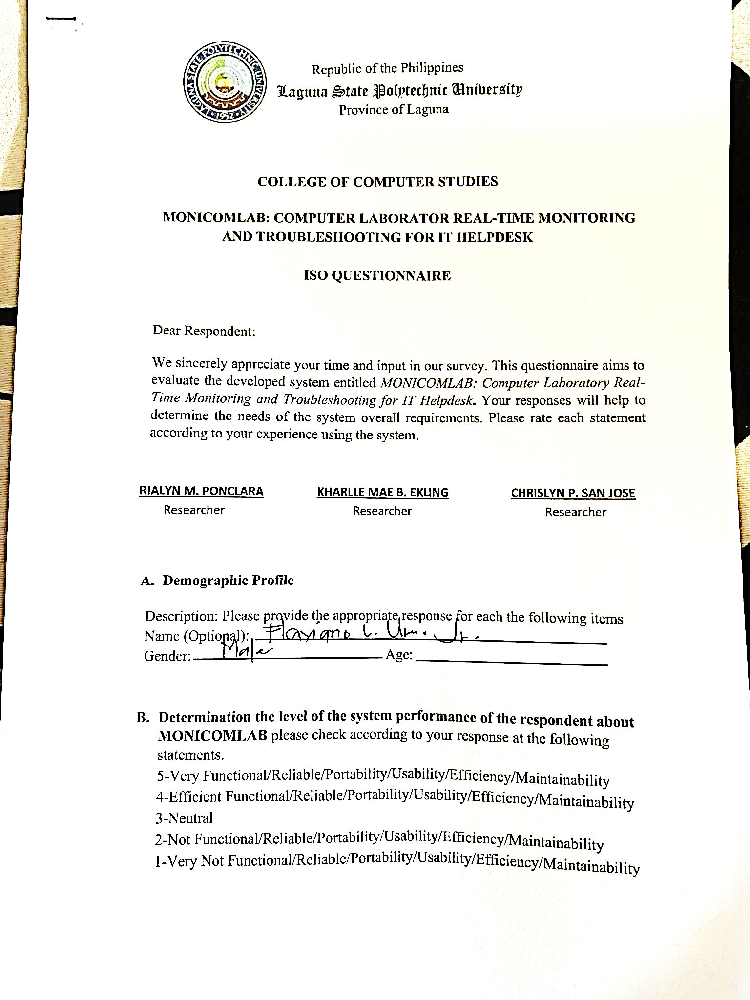 LAGUNA STATE POLYTECHNIC UNIVERSITY
1952
Republic of the Philippines
Laguna State Polytechnic University
Province of Laguna
COLLEGE OF COMPUTER STUDIES
MONICOMLAB: COMPUTER LABORATOR REAL-TIME MONITORING
AND TROUBLESHOOTING FOR IT HELPDESK
ISO QUESTIONNAIRE
Dear Respondent:
We sincerely appreciate your time and input in our survey. This questionnaire aims to
evaluate the developed system entitled MONICOMLAB: Computer Laboratory Real-
Time Monitoring and Troubleshooting for IT Helpdesk. Your responses will help to
determine the needs of the system overall requirements. Please rate each statement
according to your experience using the system.
RIALYN M. PONCLARA KHARLLE MAE B. EKLING CHRISLYN P. SAN JOSE
Researcher Researcher Researcher
A. Demographic Profile
Description: Please provide the appropriate response for each the following items
Name (Optional): L. Jr.
Gender: Male Age:
B. Determination the level of the system performance of the respondent about
MONICOMLAB please check according to your response at the following
statements.
5-Very Functional/Reliable/Portability/Usability/Efficiency/Maintainability
4-Efficient Functional/Reliable/Portability/Usability/Efficiency/Maintainability
3-Neutral
2-Not Functional/Reliable/Portability/Usability/Efficiency/Maintainability
1-Very Not Functional/Reliable/Portability/Usability/Efficiency/Maintainability